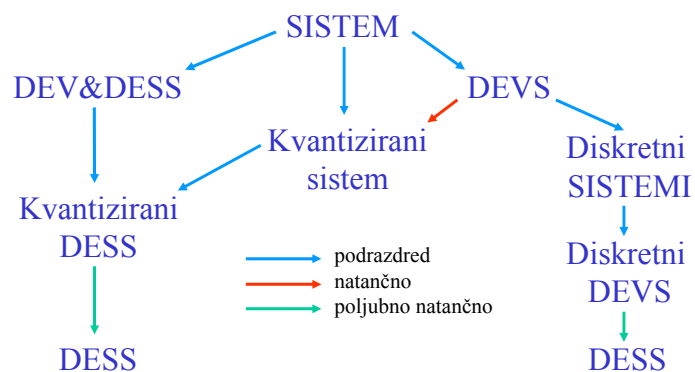 SISTEM
DEV&DESS
DEVS
Kvantizirani
sistem
Diskretni
SISTEMI
Kvantizirani
DESS
podrazdred
natančno
poljubno natančno
Diskretni
DEVS
DESS
DESS